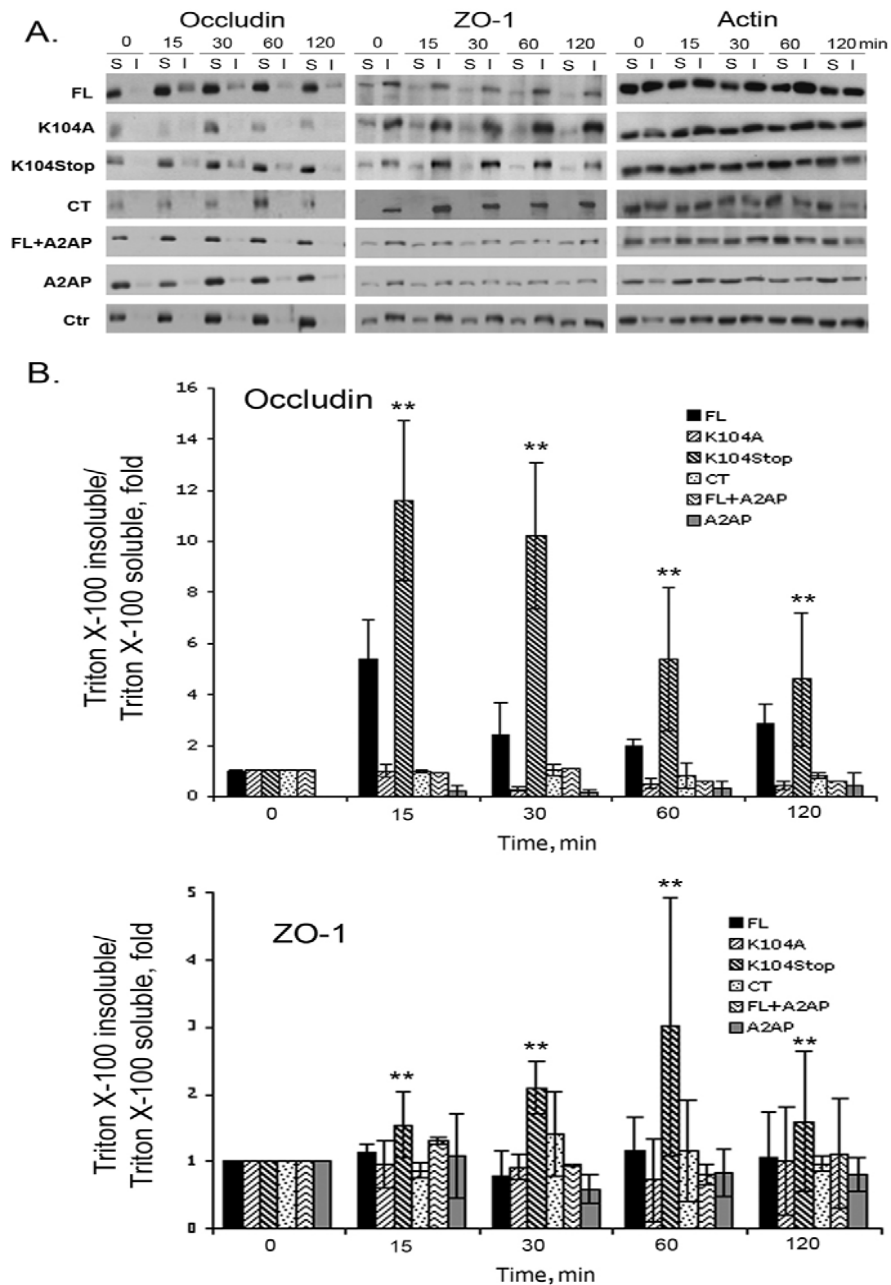 A.
Occludin ZO-1 Actin
0 15 30 60 120 0 15 30 60 120 0 15 30 60 120 min
S I S I S I S I S I S I S I S I S I S I S I S I S I S I S I
FL
K104A
K104Stop
CT
FL+A2AP
A2AP
Ctr
B.
Occludin
Triton X-100 insoluble/
Triton X-100 soluble, fold
16
14
12
10
8
6
4
2
0
** ** ** **
FL
K104A
K104Stop
CT
FL+A2AP
A2AP
0 15 30 60 120
Time, min
ZO-1
Triton X-100 insoluble/
Triton X-100 soluble, fold
5
4
3
2
1
0
** ** ** **
FL
K104A
K104Stop
CT
FL+A2AP
A2AP
0 15 30 60 120
Time, min